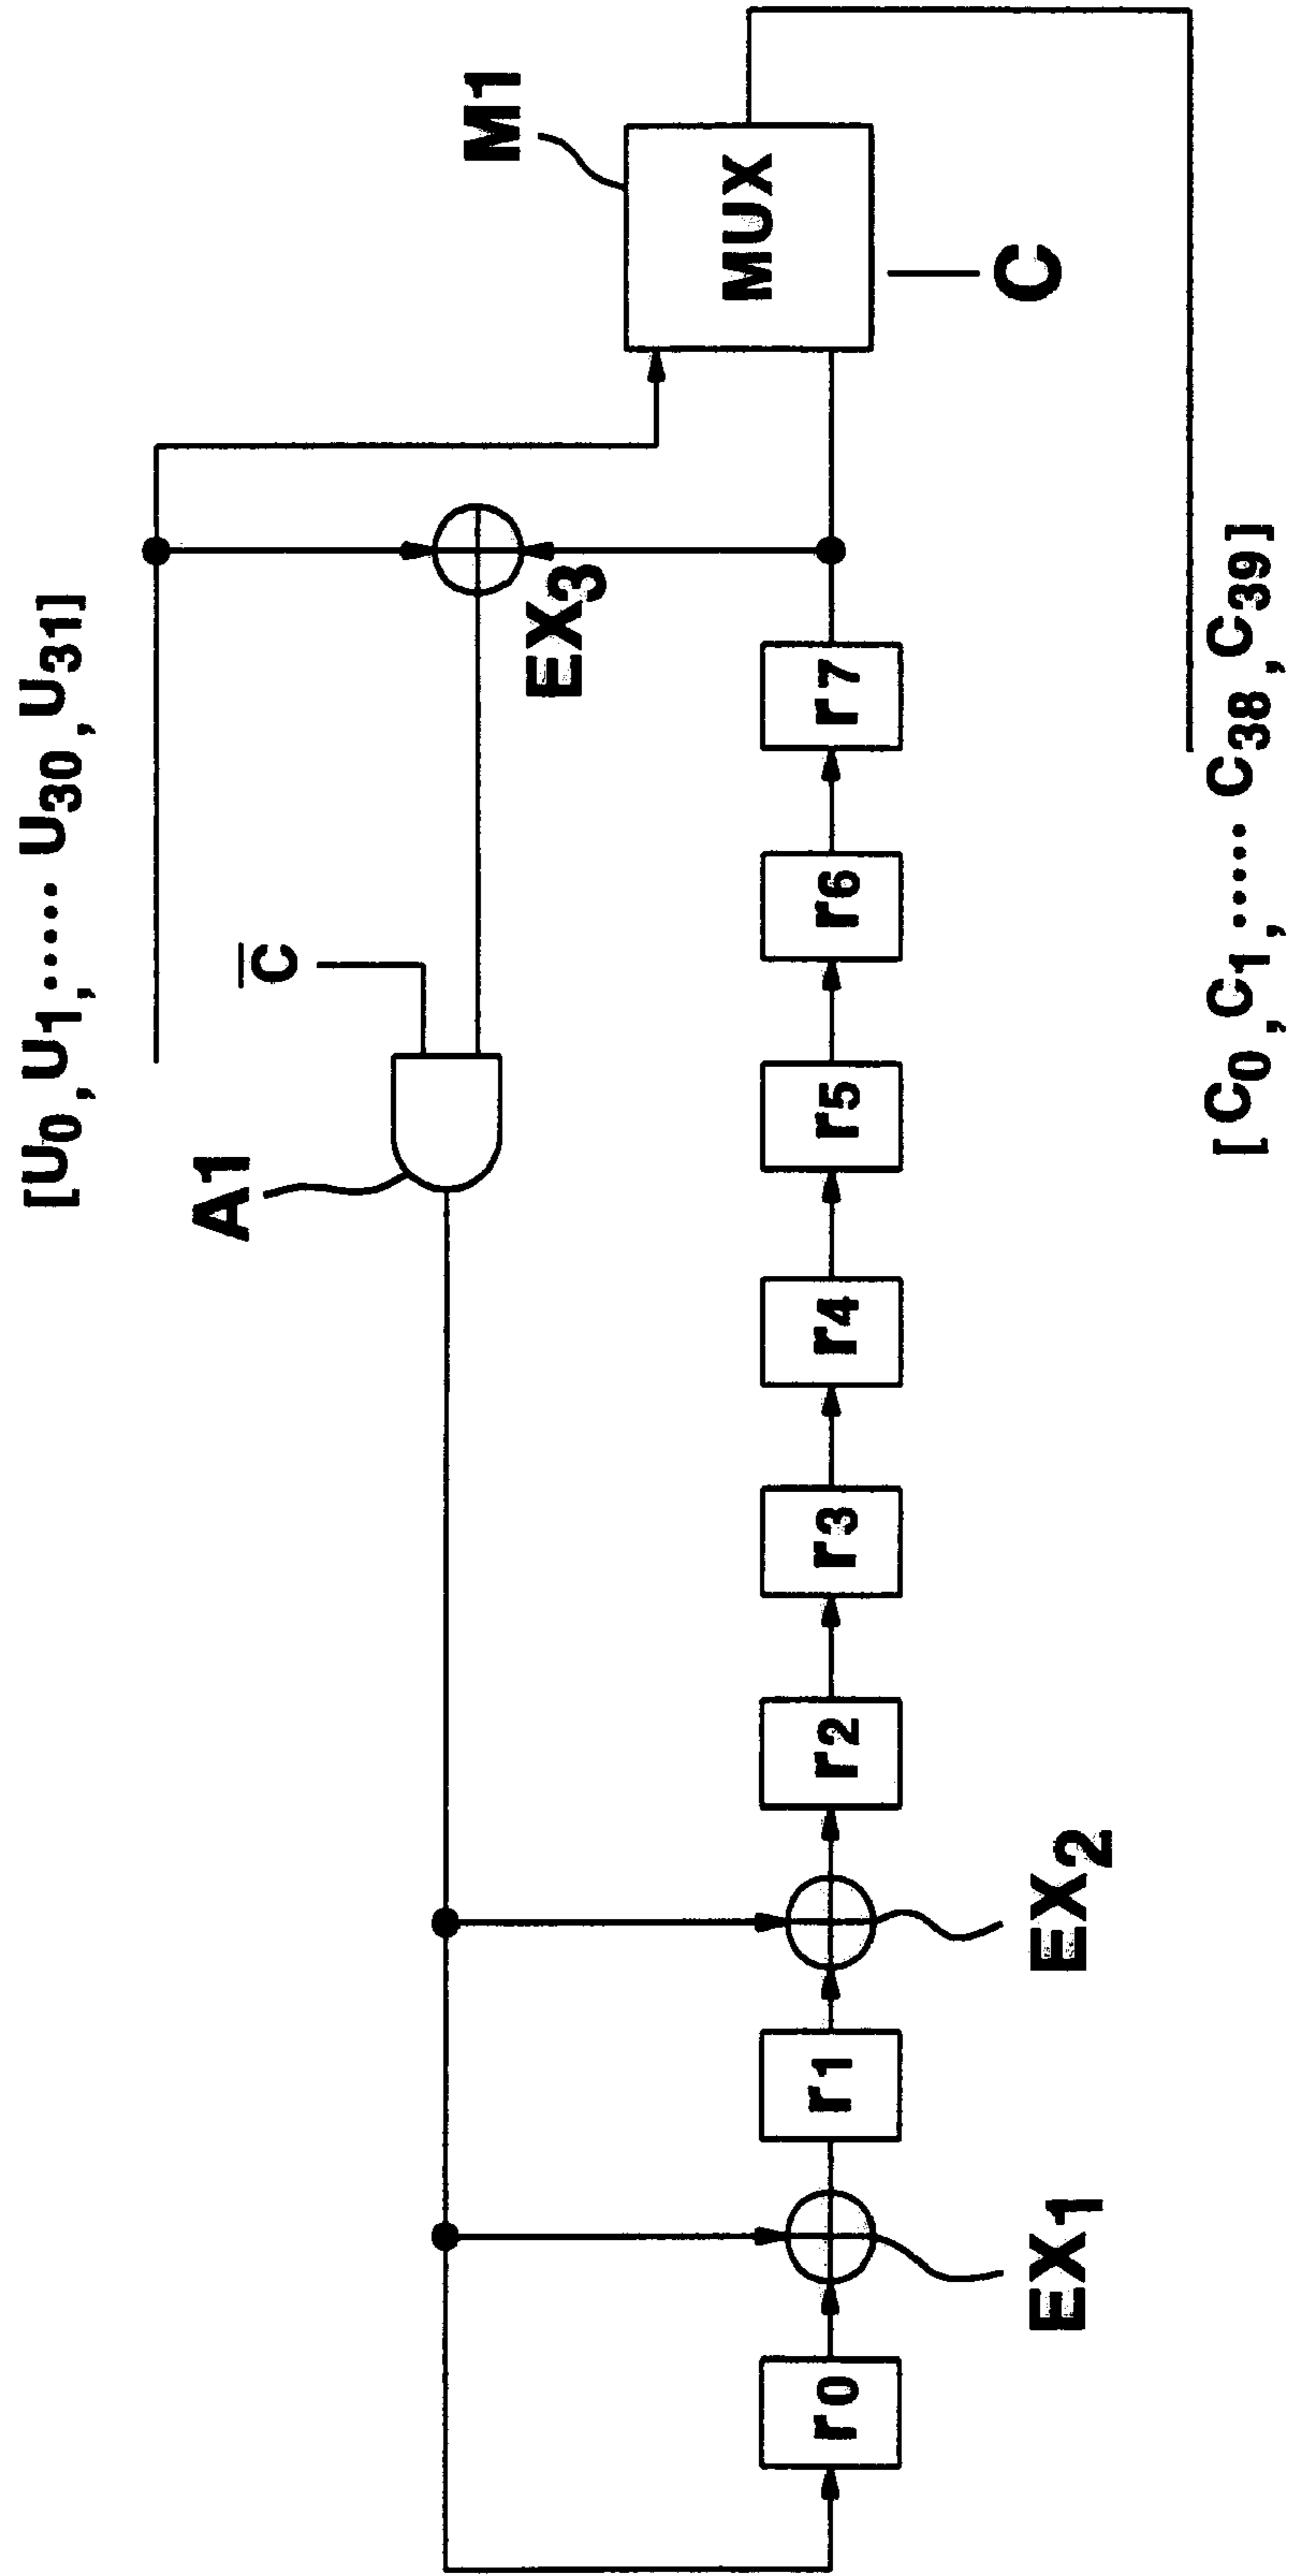 [U0,U1,..... U30,U31]
C̅
A1
EX3
M1
MUX
C
r0
r1
r2
r3
r4
r5
r6
r7
EX1
EX2
[C0,C1,..... C38,C39]